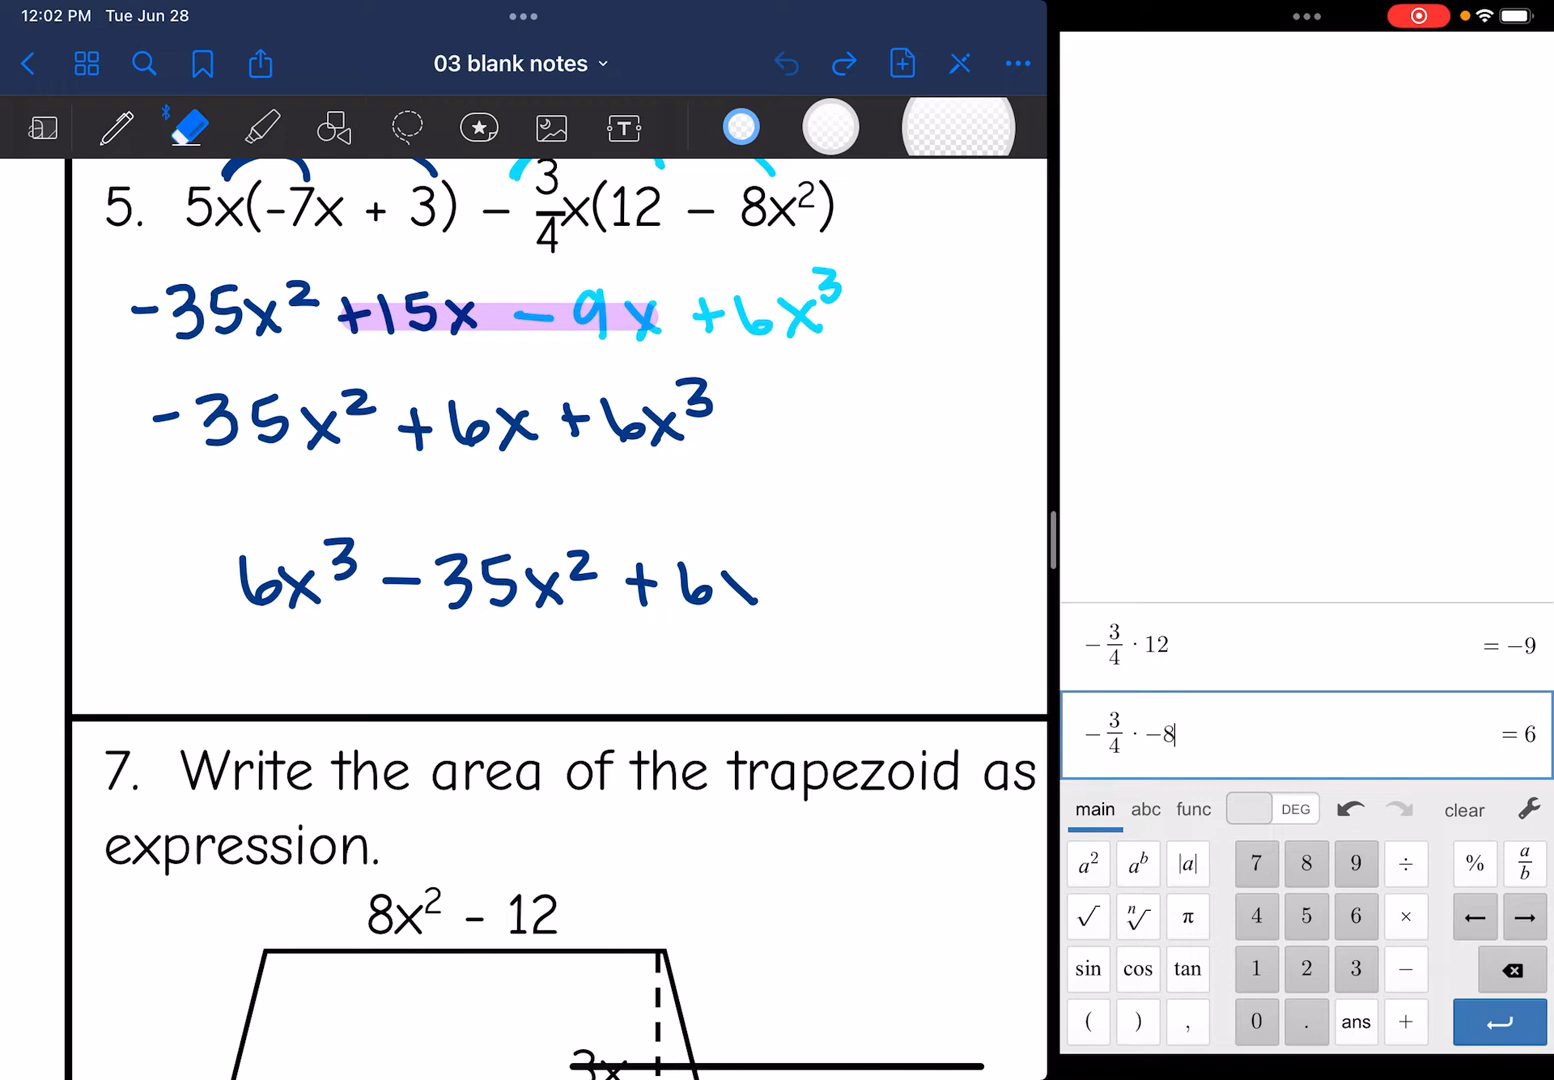 12:02 PM Tue Jun 28
03 blank notes
5. 5x(-7x + 3) - 3/4x(12 - 8x²)
-35x² +15x - 9x +6x³
-35x² +6x +6x³
6x³ -35x² +6
7. Write the area of the trapezoid as
expression.
8x² - 12
3x
-3/4 · 12 = -9
-3/4 · -8 = 6
main abc func DEG clear
a² aᵇ |a| 7 8 9 ÷ % a/b
√ ⁿ√ π 4 5 6 × ← →
sin cos tan 1 2 3 -
( ) , 0 . ans +